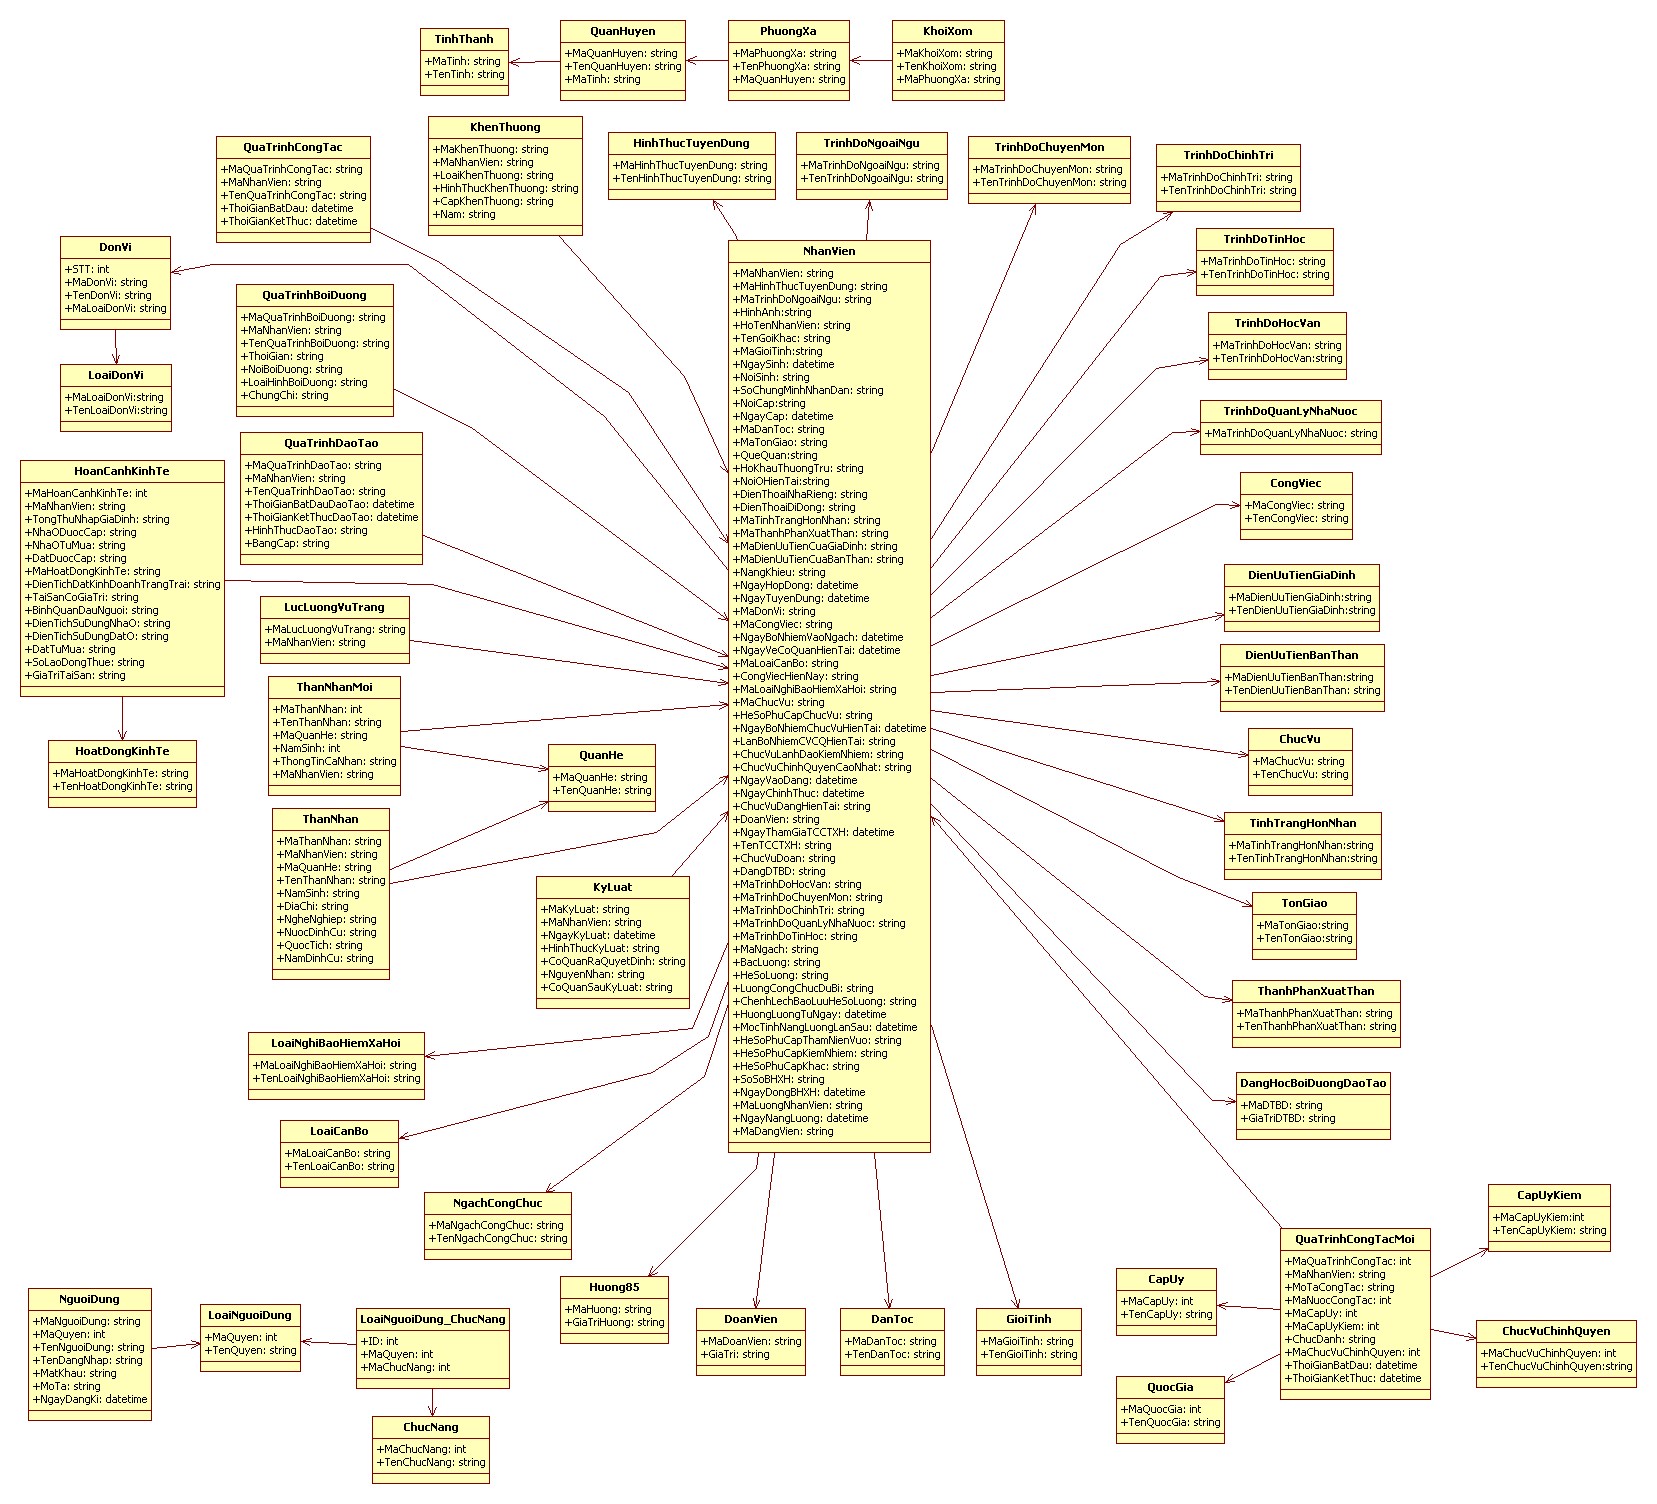 TinhThanh
+MaTinh: string
+TenTinh: string
QuanHuyen
+MaQuanHuyen: string
+TenQuanHuyen: string
+MaTinh: string
PhuongXa
+MaPhuongXa: string
+TenPhuongXa: string
+MaQuanHuyen: string
KhoiXom
+MaKhoiXom: string
+TenKhoiXom: string
+MaPhuongXa: string
QuaTrinhCongTac
+MaQuaTrinhCongTac: string
+MaNhanVien: string
+TenQuaTrinhCongTac: string
+ThoiGianBatDau: datetime
+ThoiGianKetThuc: datetime
KhenThuong
+MaKhenThuong: string
+MaNhanVien: string
+LoaiKhenThuong: string
+HinhThucKhenThuong: string
+CapKhenThuong: string
+Nam: string
HinhThucTuyenDung
+MaHinhThucTuyenDung: string
+TenHinhThucTuyenDung: string
TrinhDoNgoaiNgu
+MaTrinhDoNgoaiNgu: string
+TenTrinhDoNgoaiNgu: string
TrinhDoChuyenMon
+MaTrinhDoChuyenMon: string
+TenTrinhDoChuyenMon: string
TrinhDoChinhTri
+MaTrinhDoChinhTri: string
+TenTrinhDoChinhTri: string
DonVi
+STT: int
+MaDonVi: string
+TenDonVi: string
+MaLoaiDonVi: string
LoaiDonVi
+MaLoaiDonVi:string
+TenLoaiDonVi:string
QuaTrinhBoiDuong
+MaQuaTrinhBoiDuong: string
+MaNhanVien: string
+TenQuaTrinhBoiDuong: string
+ThoiGian: string
+NoiBoiDuong: string
+LoaiHinhBoiDuong: string
+ChungChi: string
QuaTrinhDaoTao
+MaQuaTrinhDaoTao: string
+MaNhanVien: string
+TenQuaTrinhDaoTao: string
+ThoiGianBatDauDaoTao: datetime
+ThoiGianKetThucDaoTao: datetime
+HinhThucDaoTao: string
+BangCap: string
HoanCanhKinhTe
+MaHoanCanhKinhTe: int
+MaNhanVien: string
+TongThuNhapGiaDinh: string
+NhaODuocCap: string
+NhaOTuMua: string
+DatDuocCap: string
+MaHoatDongKinhTe: string
+DienTichDatKinhDoanhTrangTrai: string
+TaiSanCoGiaTri: string
+BinhQuanDauNguoi: string
+DienTichSuDungNhaO: string
+DienTichSuDungDatO: string
+DatTuMua: string
+SoLaoDongThue: string
+GiaTriTaiSan: string
HoatDongKinhTe
+MaHoatDongKinhTe: string
+TenHoatDongKinhTe: string
LucLuongVuTrang
+MaLucLuongVuTrang: string
+MaNhanVien: string
ThanNhanMoi
+MaThanNhan: int
+TenThanNhan: string
+MaQuanHe: string
+NamSinh: int
+ThongTinCaNhan: string
+MaNhanVien: string
QuanHe
+MaQuanHe: string
+TenQuanHe: string
ThanNhan
+MaThanNhan: string
+MaNhanVien: string
+MaQuanHe: string
+TenThanNhan: string
+NamSinh: string
+DiaChi: string
+NgheNghiep: string
+NuocDinhCu: string
+QuocTich: string
+NamDinhCu: string
KyLuat
+MaKyLuat: string
+MaNhanVien: string
+NgayKyLuat: datetime
+HinhThucKyLuat: string
+CoQuanRaQuyetDinh: string
+NguyenNhan: string
+CoQuanSauKyLuat: string
NhanVien
+MaNhanVien: string
+MaHinhThucTuyenDung: string
+MaTrinhDoNgoaiNgu: string
+HinhAnh:string
+HoTenNhanVien: string
+TenGoiKhac: string
+MaGioiTinh:string
+NgaySinh: datetime
+NoiSinh: string
+SoChungMinhNhanDan: string
+NoiCap:string
+NgayCap: datetime
+MaDanToc: string
+MaTonGiao: string
+QueQuan:string
+HoKhauThuongTru: string
+NoiOHienTai:string
+DienThoaiNhaRieng: string
+DienThoaiDiDong: string
+MaTinhTrangHonNhan: string
+MaThanhPhanXuatThan: string
+MaDienUuTienCuaGiaDinh: string
+MaDienUuTienCuaBanThan: string
+NangKhieu: string
+NgayHopDong: datetime
+NgayTuyenDung: datetime
+MaDonVi: string
+MaCongViec: string
+NgayBoNhiemVaoNgach: datetime
+NgayVeCoQuanHienTai: datetime
+MaLoaiCanBo: string
+CongViecHienNay: string
+MaLoaiNghiBaoHiemXaHoi: string
+MaChucVu: string
+HeSoPhuCapChucVu: string
+NgayBoNhiemChucVuHienTai: datetime
+LanBoNhiemCVCQHienTai: string
+ChucVuLanhDaoKiemNhiem: string
+ChucVuChinhQuyenCaoNhat: string
+NgayVaoDang: datetime
+NgayChinhThuc: datetime
+ChucVuDangHienTai: string
+DoanVien: string
+NgayThamGiaTCCTXH: datetime
+TenTCCTXH: string
+ChucVuDoan: string
+DangDTBD: string
+MaTrinhDoHocVan: string
+MaTrinhDoChuyenMon: string
+MaTrinhDoChinhTri: string
+MaTrinhDoQuanLyNhaNuoc: string
+MaTrinhDoTinHoc: string
+MaNgach: string
+BacLuong: string
+HeSoLuong: string
+LuongCongChucDuBi: string
+ChenhLechBaoLuuHeSoLuong: string
+HuongLuongTuNgay: datetime
+MocTinhNangLuongLanSau: datetime
+HeSoPhuCapThamNienVuo: string
+HeSoPhuCapKiemNhiem: string
+HeSoPhuCapKhac: string
+SoSoBHXH: string
+NgayDongBHXH: datetime
+MaLuongNhanVien: string
+NgayNangLuong: datetime
+MaDangVien: string
TrinhDoTinHoc
+MaTrinhDoTinHoc: string
+TenTrinhDoTinHoc: string
TrinhDoHocVan
+MaTrinhDoHocVan: string
+TenTrinhDoHocVan:string
TrinhDoQuanLyNhaNuoc
+MaTrinhDoQuanLyNhaNuoc: string
CongViec
+MaCongViec: string
+TenCongViec: string
DienUuTienGiaDinh
+MaDienUuTienGiaDinh:string
+TenDienUuTienGiaDinh:string
DienUuTienBanThan
+MaDienUuTienBanThan:string
+TenDienUuTienBanThan: string
ChucVu
+MaChucVu: string
+TenChucVu: string
TinhTrangHonNhan
+MaTinhTrangHonNhan:string
+TenTinhTrangHonNhan:string
TonGiao
+MaTonGiao:string
+TenTonGiao:string
ThanhPhanXuatThan
+MaThanhPhanXuatThan: string
+TenThanhPhanXuatThan: string
DangHocBoiDuongDaoTao
+MaDTBD: string
+GiaTriDTBD: string
LoaiNghiBaoHiemXaHoi
+MaLoaiNghiBaoHiemXaHoi: string
+TenLoaiNghiBaoHiemXaHoi: string
LoaiCanBo
+MaLoaiCanBo: string
+TenLoaiCanBo: string
NgachCongChuc
+MaNgachCongChuc: string
+TenNgachCongChuc: string
Huong85
+MaHuong: string
+GiaTriHuong: string
DoanVien
+MaDoanVien: string
+GiaTri: string
DanToc
+MaDanToc: string
+TenDanToc: string
GioiTinh
+MaGioiTinh: string
+TenGioiTinh: string
NguoiDung
+MaNguoiDung: string
+MaQuyen: int
+TenNguoiDung: string
+TenDangNhap: string
+MatKhau: string
+MoTa: string
+NgayDangKi: datetime
LoaiNguoiDung
+MaQuyen: int
+TenQuyen: string
LoaiNguoiDung_ChucNang
+ID: int
+MaQuyen: int
+MaChucNang: int
ChucNang
+MaChucNang: int
+TenChucNang: string
CapUy
+MaCapUy: int
+TenCapUy: string
QuocGia
+MaQuocGia: int
+TenQuocGia: string
QuaTrinhCongTacMoi
+MaQuaTrinhCongTac: int
+MaNhanVien: string
+MoTaCongTac: string
+MaNuocCongTac: int
+MaCapUy: int
+MaCapUyKiem: int
+ChucDanh: string
+MaChucVuChinhQuyen: int
+ThoiGianBatDau: datetime
+ThoiGianKetThuc: datetime
CapUyKiem
+MaCapUyKiem:int
+TenCapUyKiem: string
ChucVuChinhQuyen
+MaChucVuChinhQuyen: int
+TenChucVuChinhQuyen:string